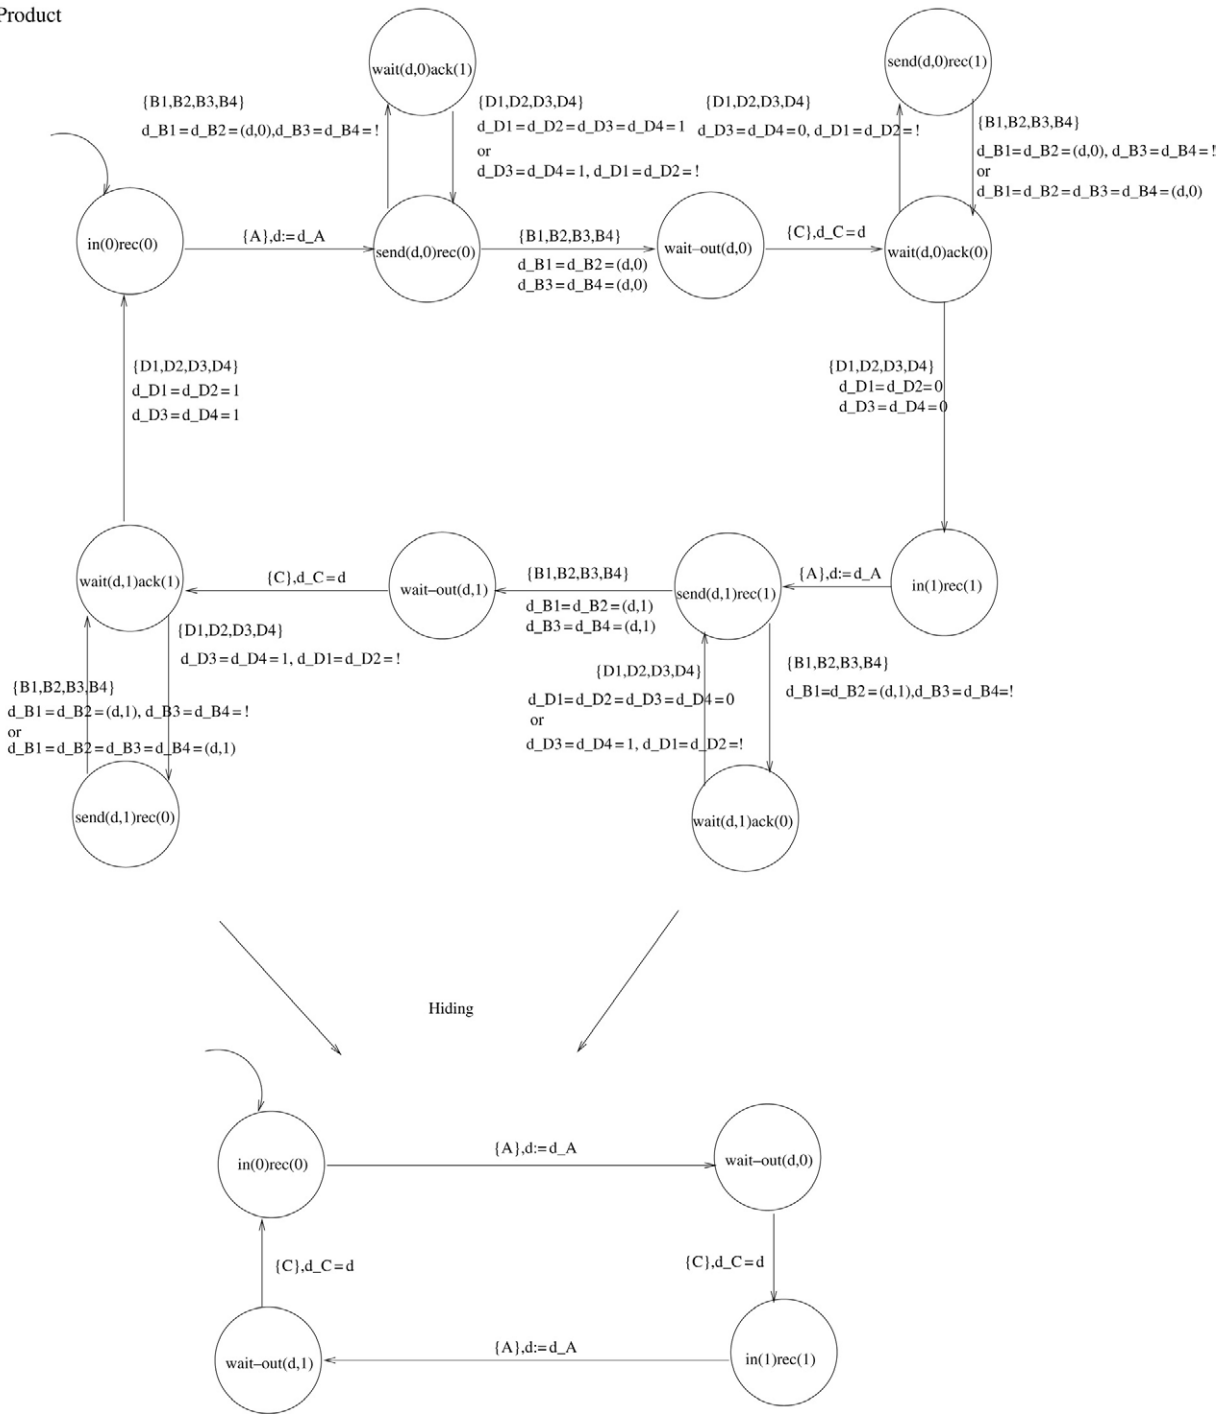 Product
wait(d,0)ack(1)
send(d,0)rec(1)
{B1,B2,B3,B4}
d_B1=d_B2=(d,0),d_B3=d_B4=!
{D1,D2,D3,D4}
d_D1=d_D2=d_D3=d_D4=1
or
d_D3=d_D4=1, d_D1=d_D2=!
{D1,D2,D3,D4}
d_D3=d_D4=0, d_D1=d_D2=!
{B1,B2,B3,B4}
d_B1=d_B2=(d,0), d_B3=d_B4=!
or
d_B1=d_B2=d_B3=d_B4=(d,0)
in(0)rec(0)
{A},d:=d_A
send(d,0)rec(0)
{B1,B2,B3,B4}
d_B1=d_B2=(d,0)
d_B3=d_B4=(d,0)
wait–out(d,0)
{C},d_C=d
wait(d,0)ack(0)
{D1,D2,D3,D4}
d_D1=d_D2=1
d_D3=d_D4=1
{D1,D2,D3,D4}
d_D1=d_D2=0
d_D3=d_D4=0
wait(d,1)ack(1)
{C},d_C=d
wait–out(d,1)
{B1,B2,B3,B4}
d_B1=d_B2=(d,1)
d_B3=d_B4=(d,1)
send(d,1)rec(1)
{A},d:=d_A
in(1)rec(1)
{D1,D2,D3,D4}
d_D3=d_D4=1, d_D1=d_D2=!
{B1,B2,B3,B4}
d_B1=d_B2=(d,1), d_B3=d_B4=!
or
d_B1=d_B2=d_B3=d_B4=(d,1)
{D1,D2,D3,D4}
d_D1=d_D2=d_D3=d_D4=0
or
d_D3=d_D4=1, d_D1=d_D2=!
{B1,B2,B3,B4}
d_B1=d_B2=(d,1),d_B3=d_B4=!
send(d,1)rec(0)
wait(d,1)ack(0)
Hiding
in(0)rec(0)
{A},d:=d_A
wait–out(d,0)
{C},d_C=d
{C},d_C=d
wait–out(d,1)
{A},d:=d_A
in(1)rec(1)